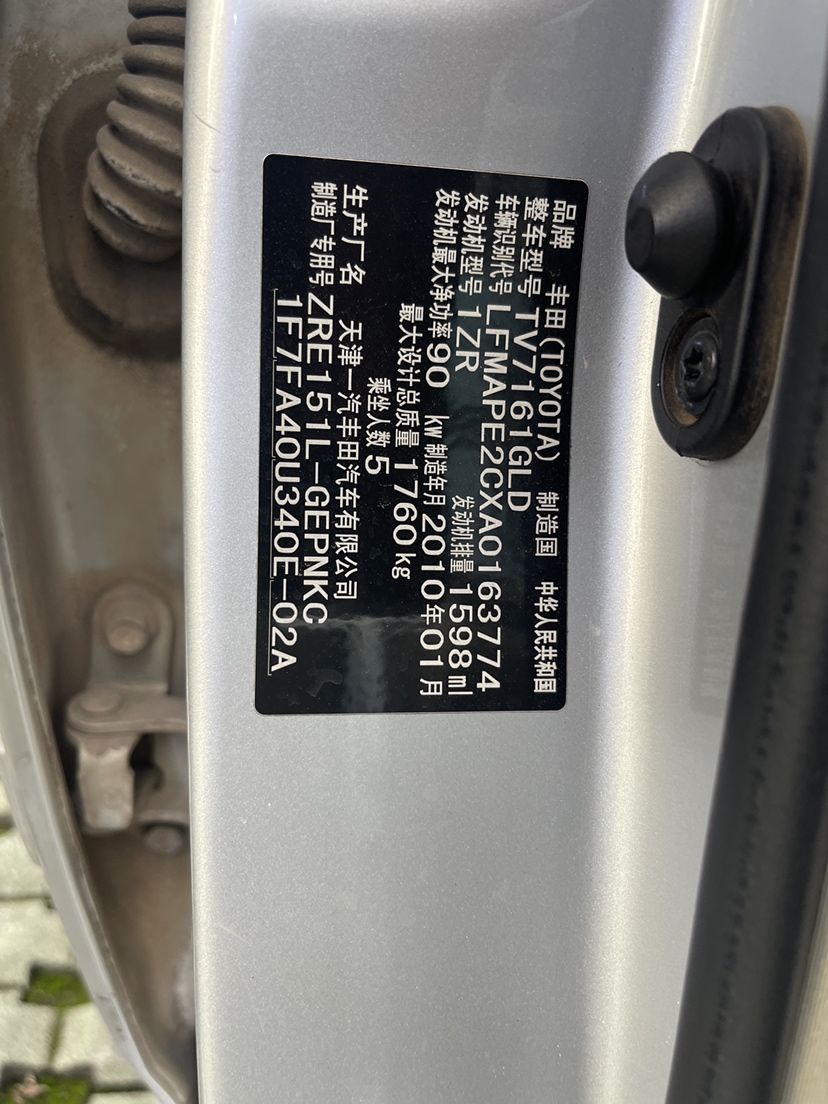 品牌 丰田(TOYOTA) 制造国 中华人民共和国
整车型号 TV7161GLD
车辆识别代号 LFMAPE2CXA0163774
发动机型号 1ZR 发动机排量 1598ml
发动机最大净功率 90 kw 制造年月 2010年01月
最大设计总质量 1760kg
乘坐人数 5
生产厂名 天津一汽丰田汽车有限公司
制造厂专用号 ZRE151L-GEPNKC
1F7FA40U340E-02A